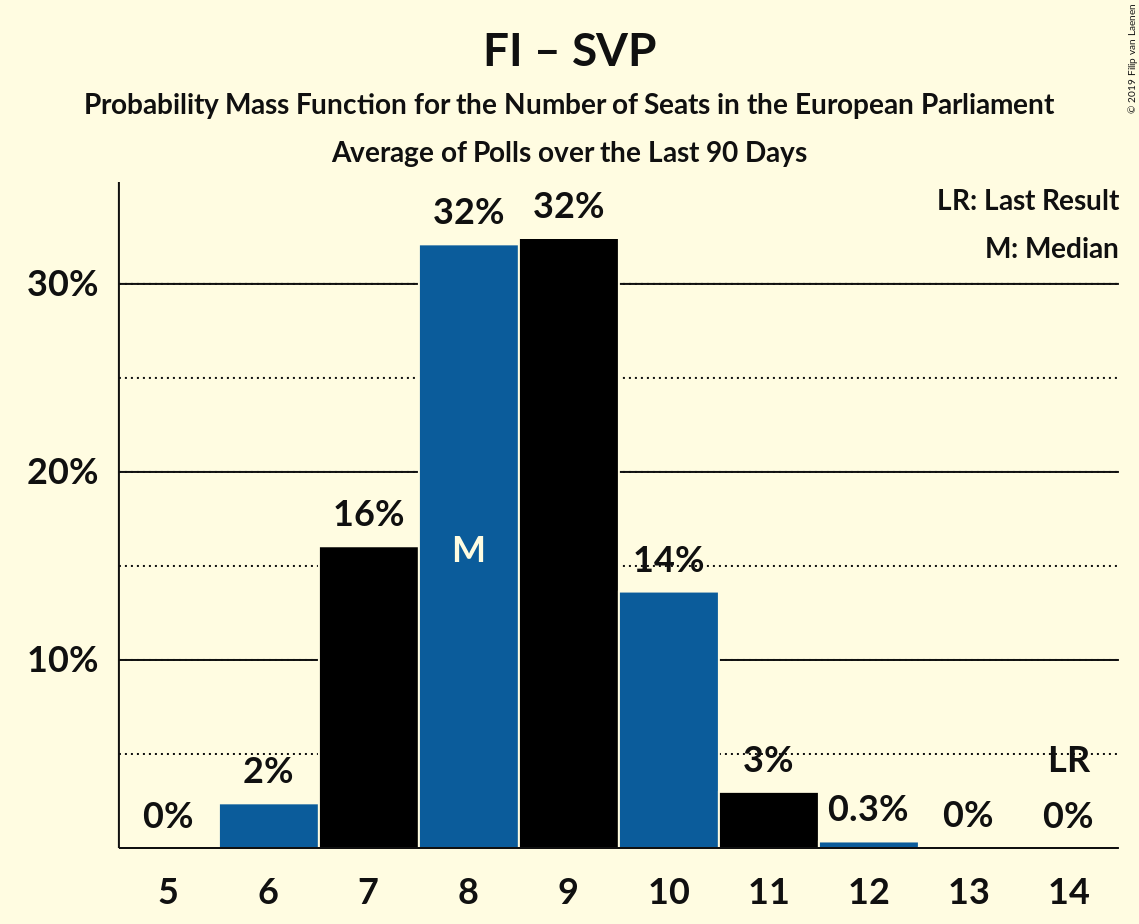 FI – SVP
Probability Mass Function for the Number of Seats in the European Parliament
Average of Polls over the Last 90 Days
© 2019 Filip van Laenen
LR: Last Result
M: Median
30%
20%
10%
0%
2%
16%
32%
M
32%
14%
3%
0.3%
0%
LR
0%
5 6 7 8 9 10 11 12 13 14